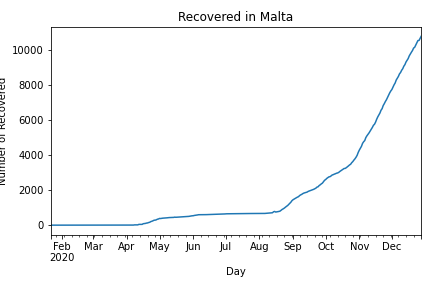 Recovered in Malta
Number of Recovered
10000
8000
6000
4000
2000
0
Feb Mar Apr May Jun Jul Aug Sep Oct Nov Dec
2020
Day